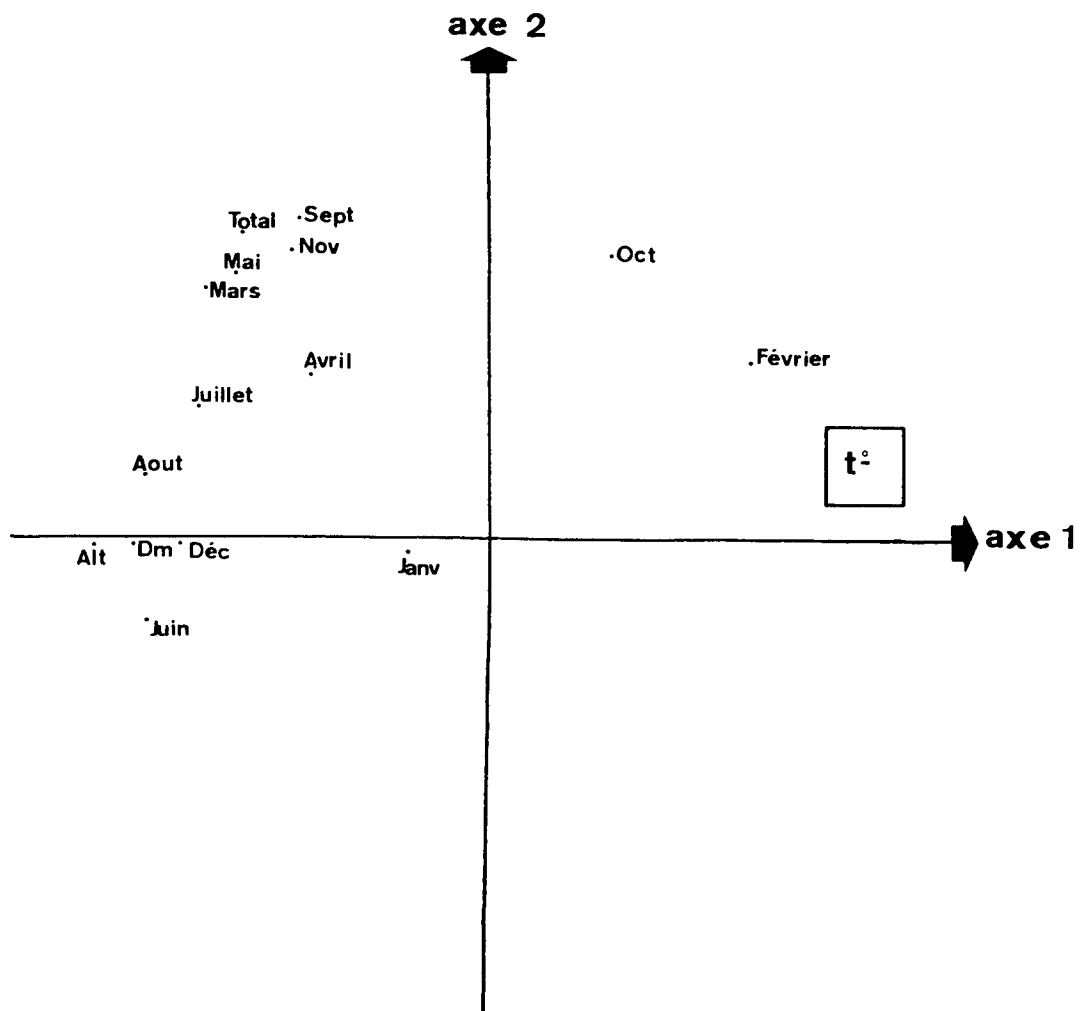 axe 2
Total
Sept
Nov
Mai
Mars
Oct
Avril
Février
Juillet
Aout
t°
axe 1
Alt
Dm
Déc
Janv
Juin